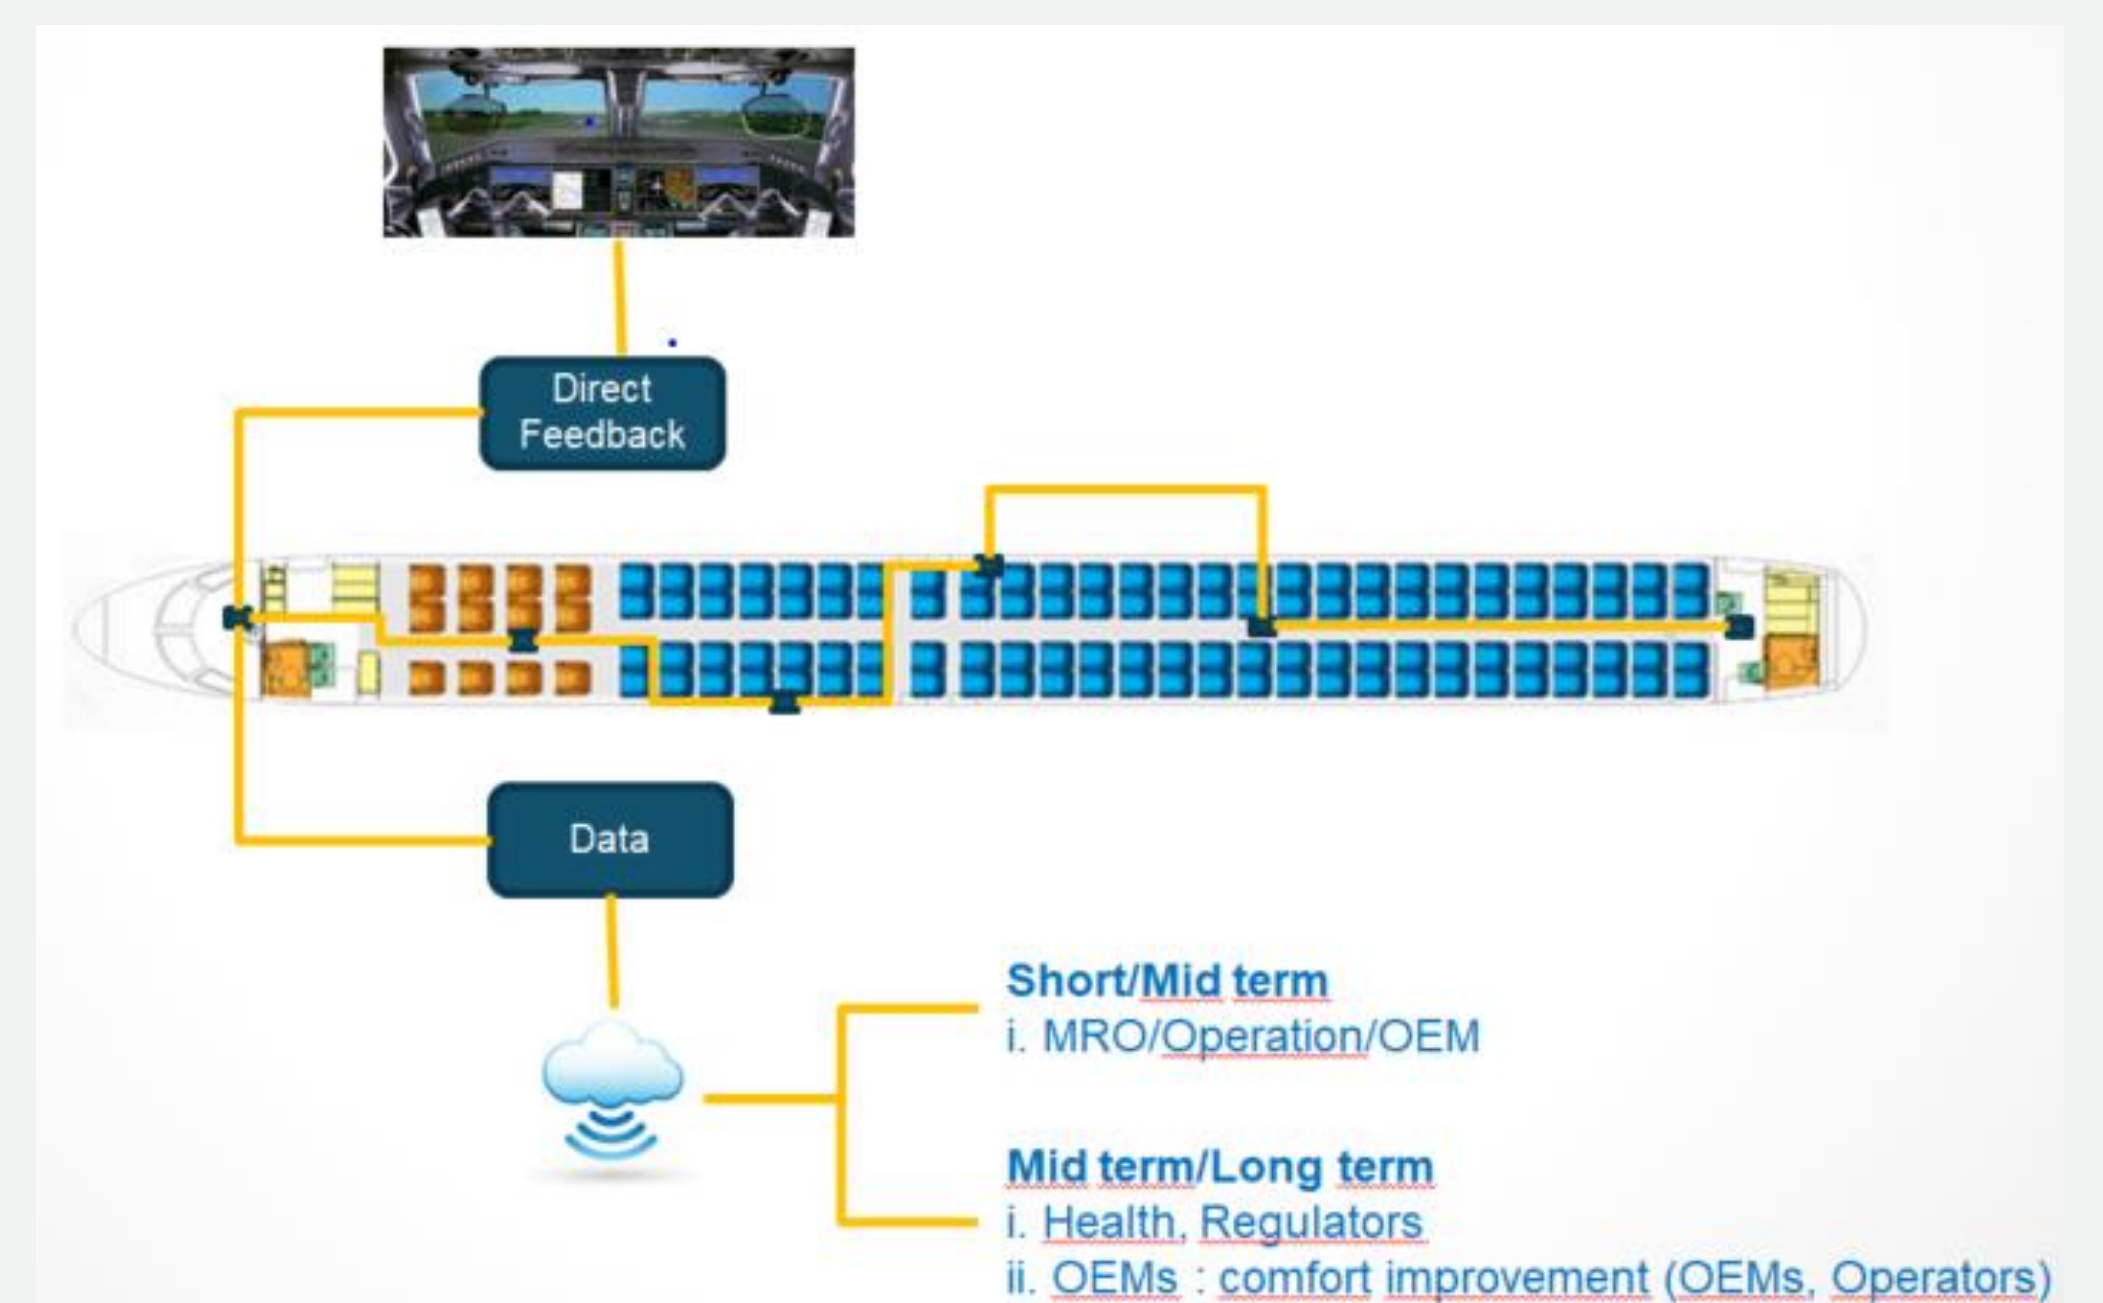 Direct
Feedback
Data
Short/Mid term
i. MRO/Operation/OEM
Mid term/Long term
i. Health, Regulators
ii. OEMs : comfort improvement (OEMs, Operators)